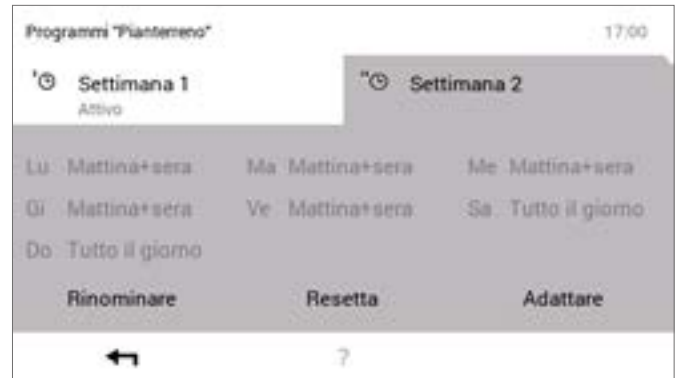 Programmi "Pianterreno" 17:00
' Settimana 1 " Settimana 2
Attivo
Lu Mattina+sera Ma Mattina+sera Me Mattina+sera
Gi Mattina+sera Ve Mattina+sera Sa Tutto il giorno
Do Tutto il giorno
Rinominare Resetta Adattare
?